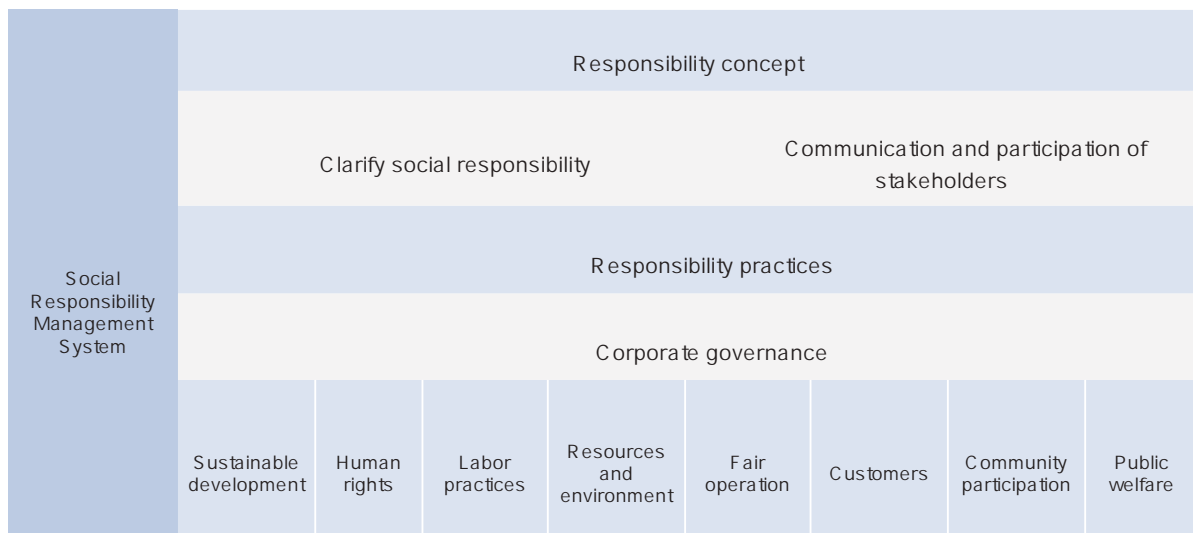 Social
Responsibility
Management
System
Responsibility concept
Clarify social responsibility
Communication and participation of
stakeholders
Responsibility practices
Corporate governance
Sustainable
development
Human
rights
Labor
practices
Resources
and
environment
Fair
operation
Customers
Community
participation
Public
welfare